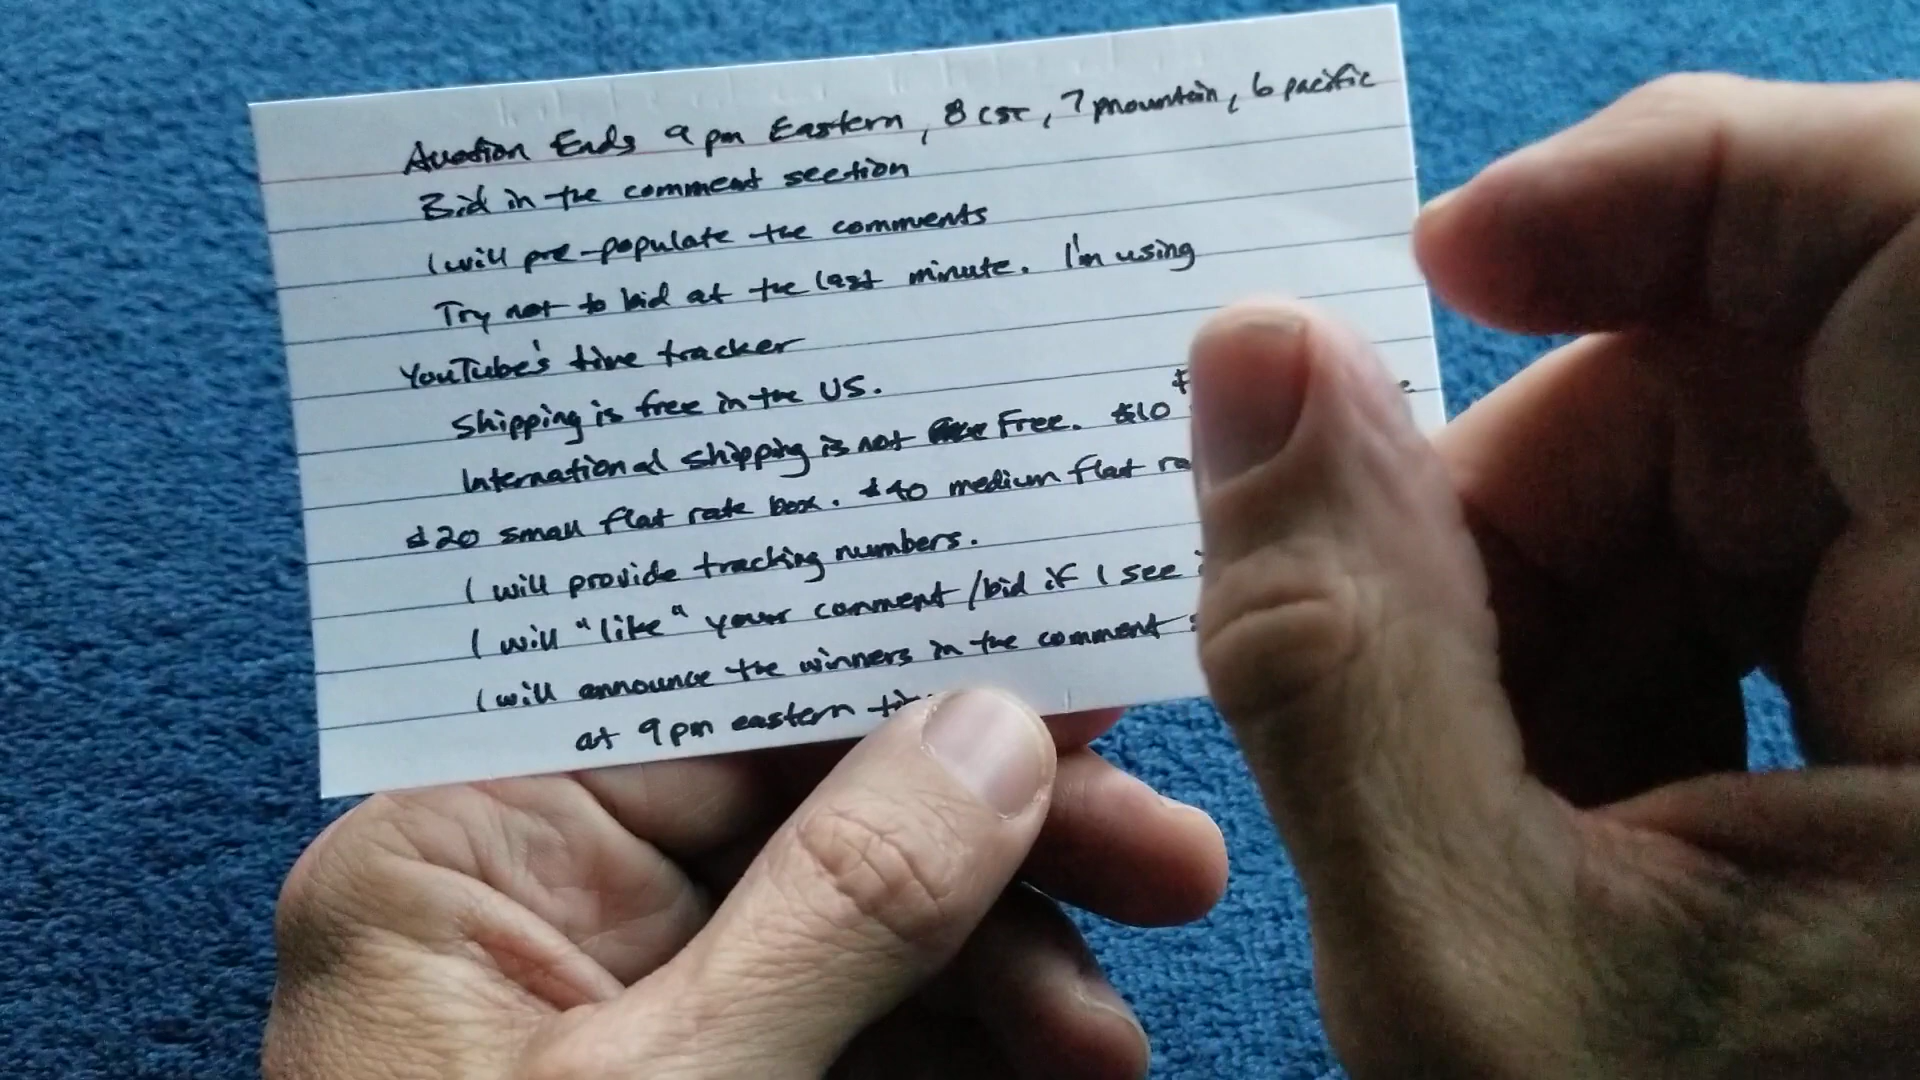 Auction Ends 9 pm Eastern, 8 CST, 7 mountain, 6 pacific
Bid in the comment section
I will pre-populate the comments
Try not to bid at the last minute. I'm using
YouTube's time tracker
Shipping is free in the US.
International shipping is not Free. $10
$20 small flat rate box. $40 medium flat
I will provide tracking numbers.
I will "like" your comment/bid if I see
I will announce the winners in the comment
at 9 pm eastern